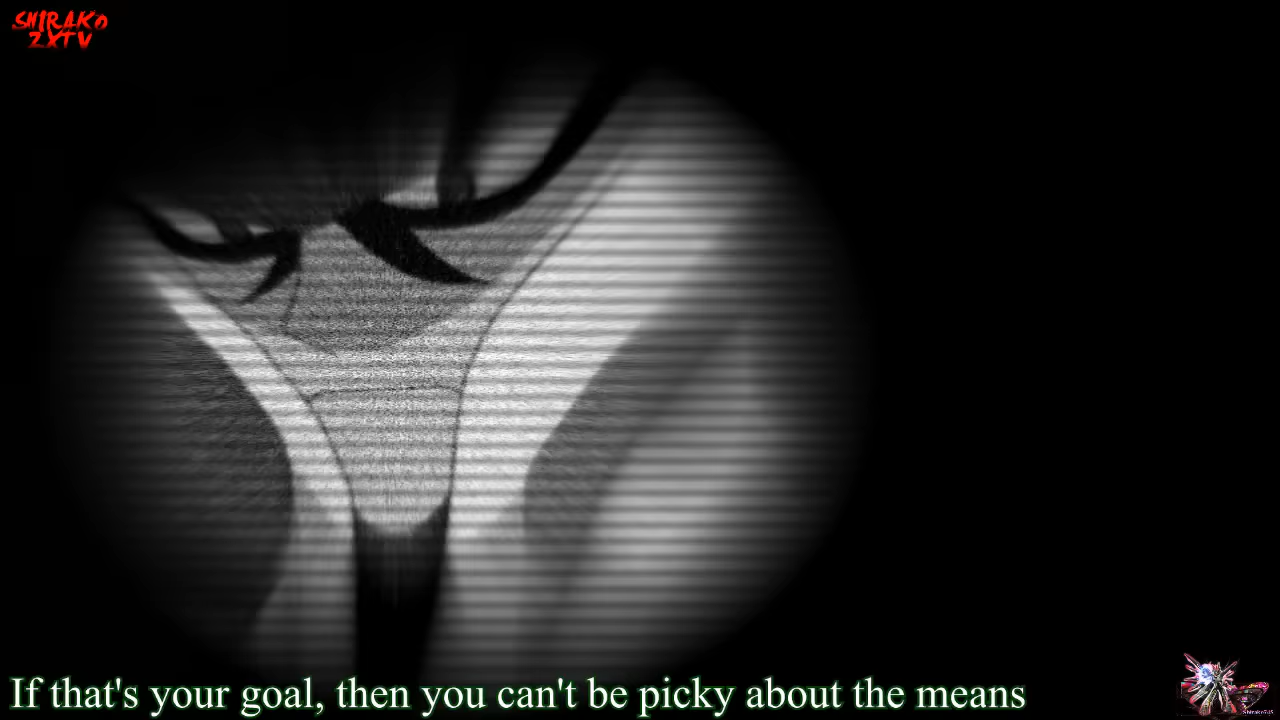 SHIRAKO
ZXTV
If that's your goal, then you can't be picky about the means